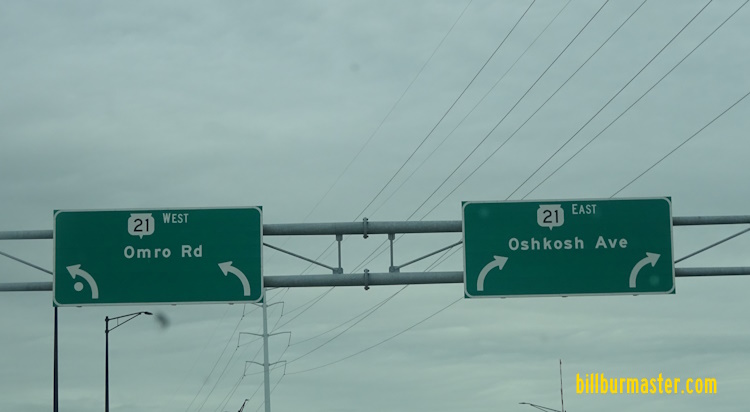 21 WEST
Omro Rd
21 EAST
Oshkosh Ave
billburmaster.com